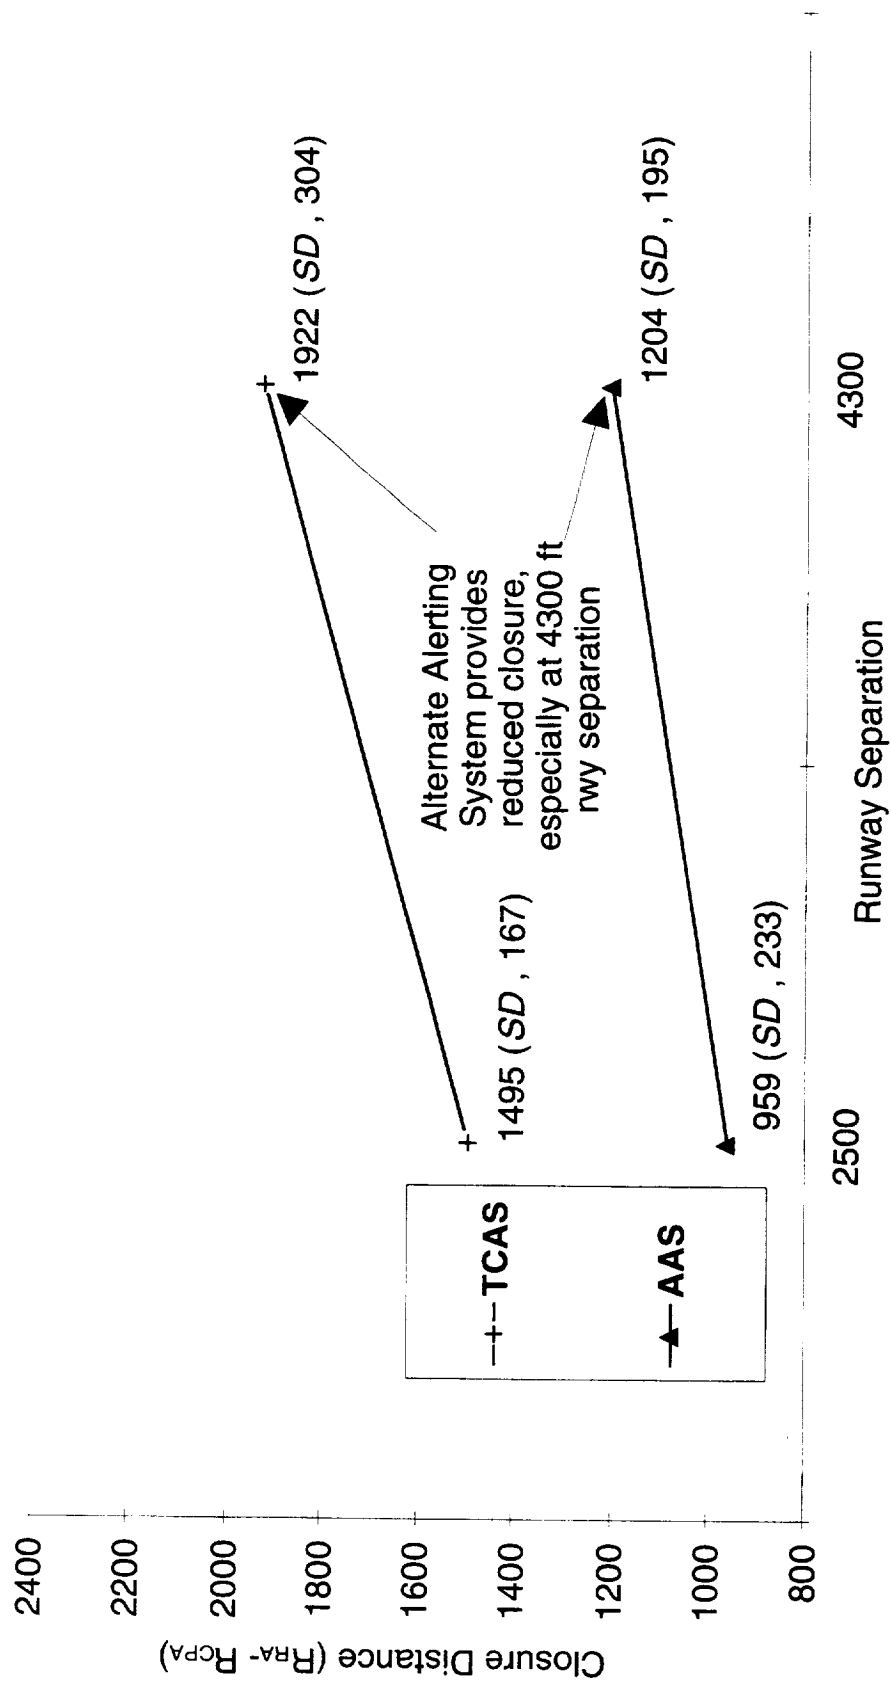 2400
2200
2000
1800
1600
1400
1200
1000
800
Closure Distance (RRA- RCPA)
1922 (SD , 304)
1495 (SD , 167)
Alternate Alerting
System provides
reduced closure,
especially at 4300 ft
rwy separation
1204 (SD , 195)
959 (SD , 233)
TCAS
AAS
2500
4300
Runway Separation